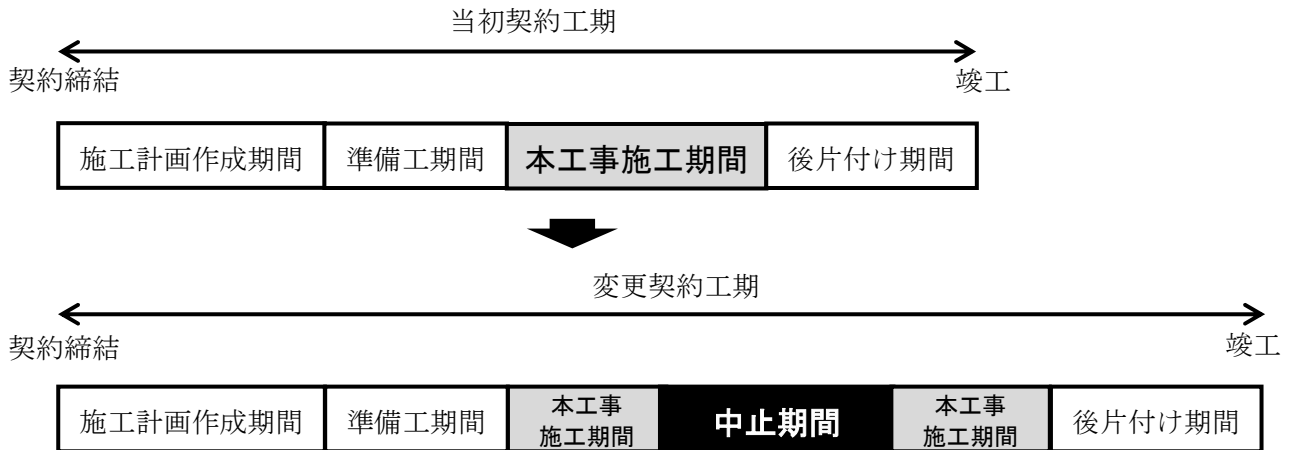 当初契約工期
契約締結
竣工
施工計画作成期間
準備工期間
本工事施工期間
後片付け期間
変更契約工期
契約締結
竣工
施工計画作成期間
準備工期間
本工事
施工期間
中止期間
本工事
施工期間
後片付け期間